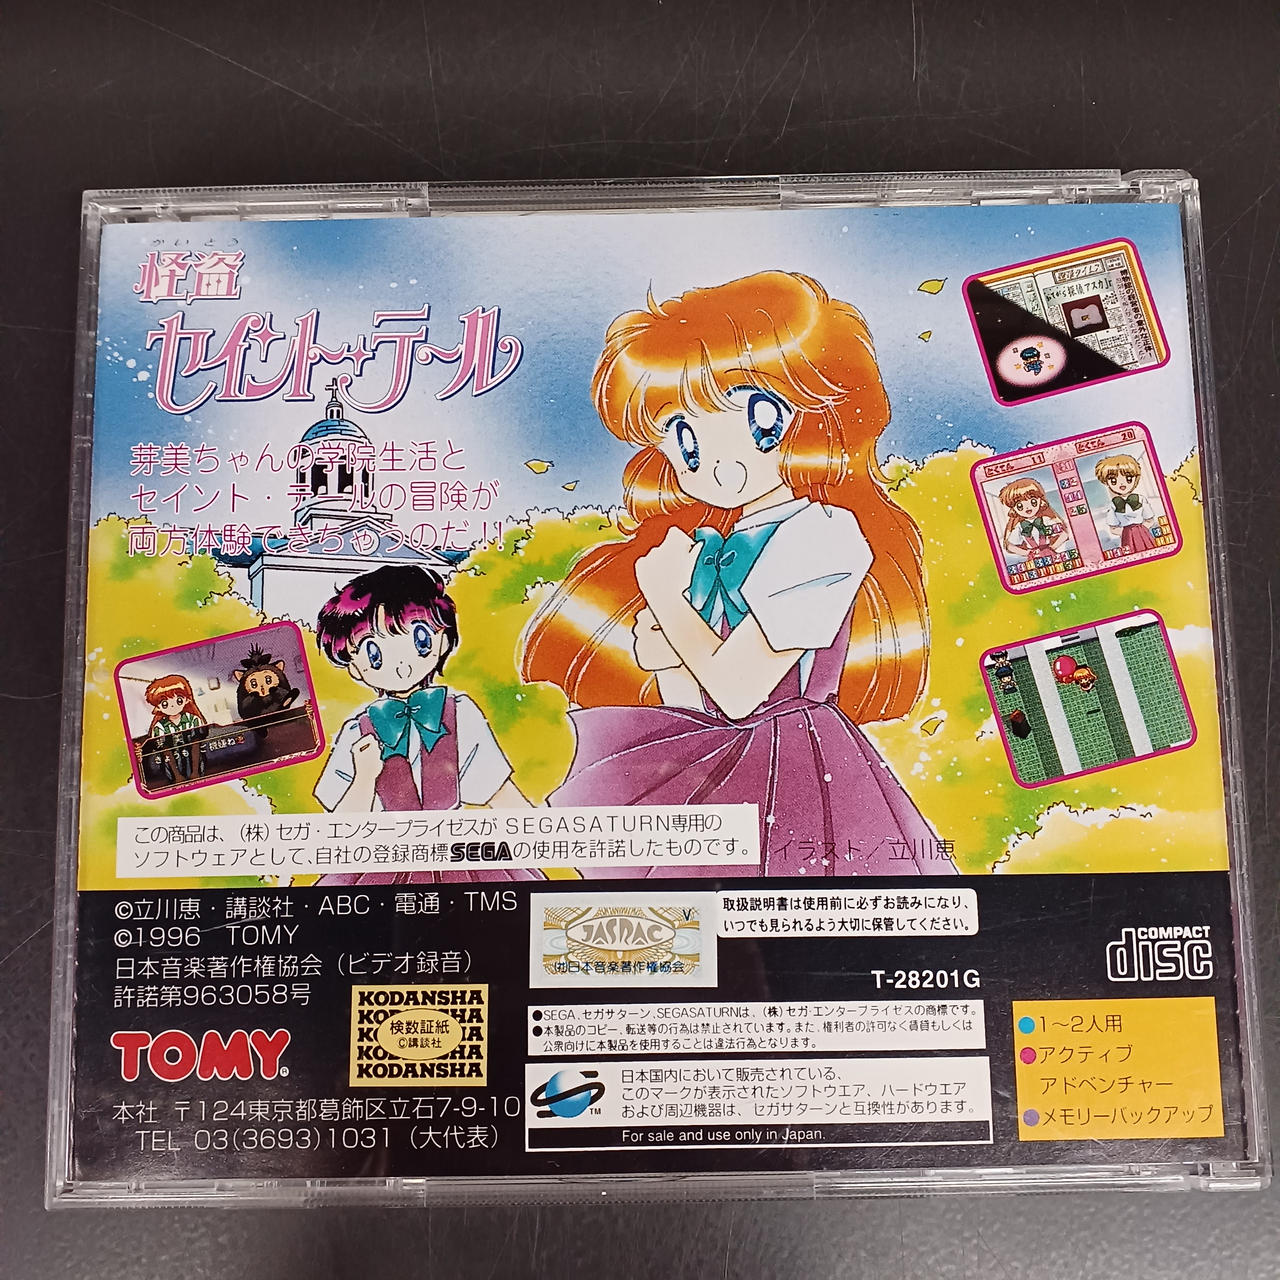 かいとう
怪盗
セイント・テール
芽美ちゃんの学院生活と
セイント・テールの冒険が
両方体験できちゃうのだ!!
この商品は、(株)セガ・エンタープライゼスがSEGASATURN専用の
ソフトウェアとして、自社の登録商標SEGAの使用を許諾したものです。
イラスト／立川恵
©立川恵・講談社・ABC・電通・TMS
©1996 TOMY
日本音楽著作権協会(ビデオ録音)
許諾第963058号
TOMY
本社 〒124東京都葛飾区立石7-9-10
TEL 03(3693)1031(大代表)
KODANSHA
KO
検数証紙
©講談社
KODANSHA
KODANSHA
V
JASRAC
(社)日本音楽著作権協会
取扱説明書は使用前に必ずお読みになり、
いつでも見られるよう大切に保管してください。
T-28201G
COMPACT
disc
●SEGA、セガサターン、SEGASATURNは、(株)セガ・エンタープライゼスの商標です。
●本製品のコピー、転送等の行為は禁止されています。また、権利者の許可なく賃貸もしくは
公衆向けに本製品を使用することは違法行為となります。
日本国内において販売されている、
このマークが表示されたソフトウエア、ハードウエア
および周辺機器は、セガサターンと互換性があります。
TM
For sale and use only in Japan.
●1〜2人用
●アクティブ
アドベンチャー
●メモリーバックアップ